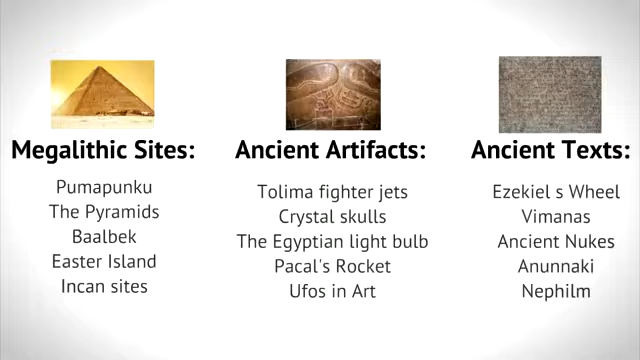 Megalithic Sites:
Pumapunku
The Pyramids
Baalbek
Easter Island
Incan sites
Ancient Artifacts:
Tolima fighter jets
Crystal skulls
The Egyptian light bulb
Pacal's Rocket
Ufos in Art
Ancient Texts:
Ezekiel s Wheel
Vimanas
Ancient Nukes
Anunnaki
Nephilm